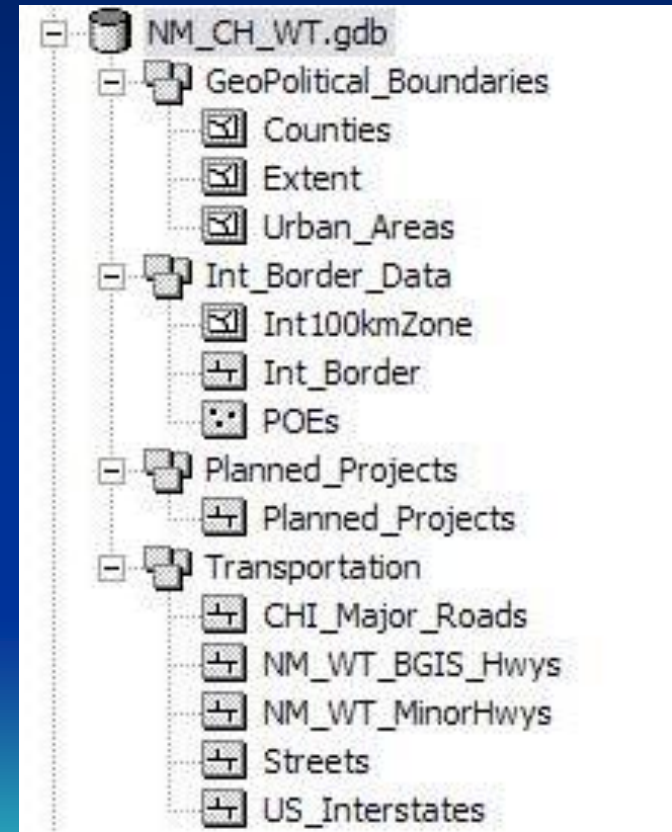 NM_CH_WT.gdb
GeoPolitical_Boundaries
Counties
Extent
Urban_Areas
Int_Border_Data
Int100kmZone
Int_Border
POEs
Planned_Projects
Planned_Projects
Transportation
CHI_Major_Roads
NM_WT_BGIS_Hwys
NM_WT_MinorHwys
Streets
US_Interstates